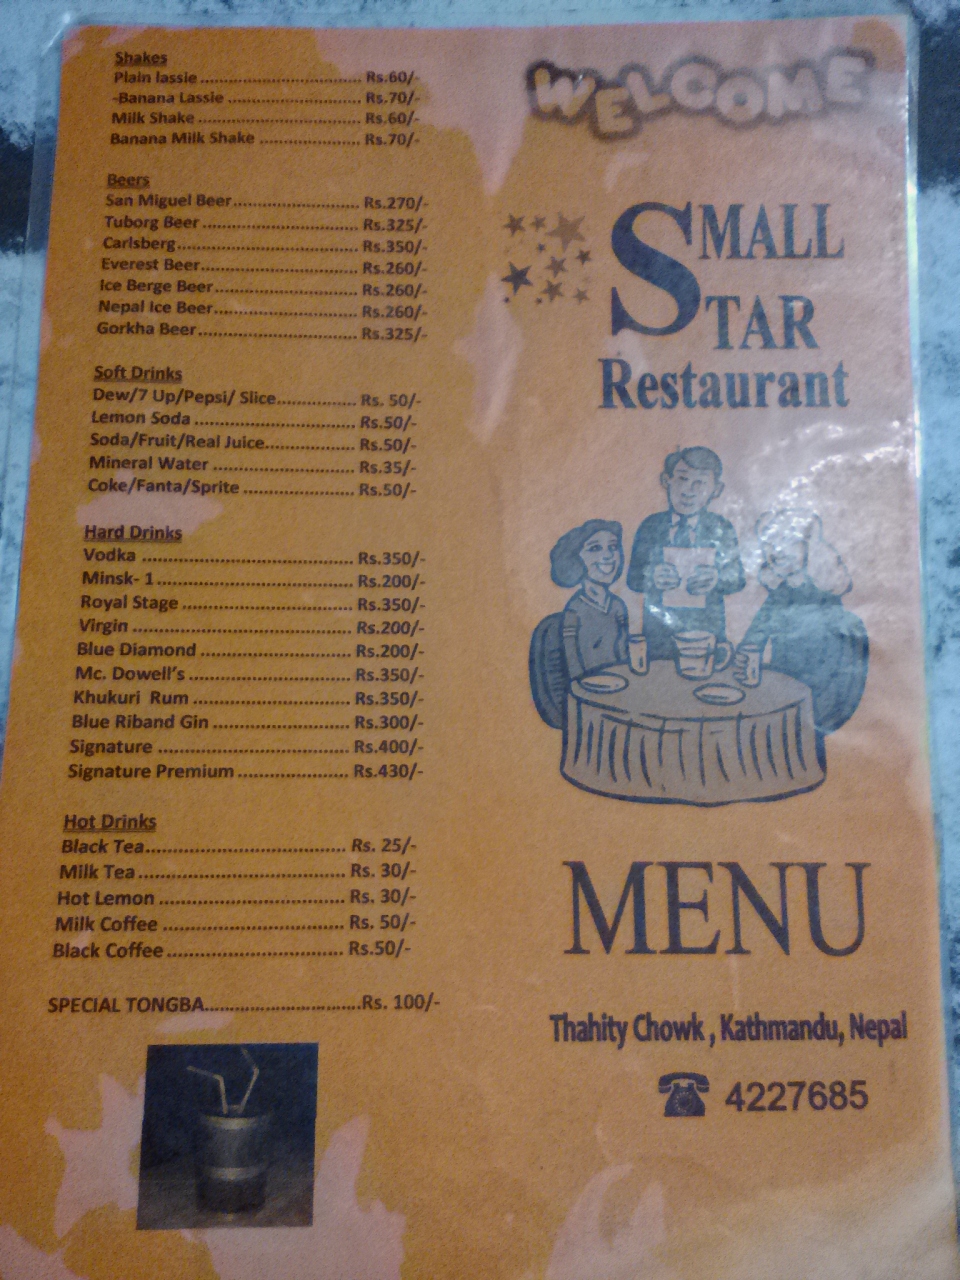 Shakes
Plain lassie ................................ Rs.60/-
-Banana Lassie ........................... Rs.70/-
Milk Shake ................................. Rs.60/-
Banana Milk Shake .................... Rs.70/-
Beers
San Miguel Beer......................... Rs.270/-
Tuborg Beer ............................... Rs.325/-
Carlsberg.................................... Rs.350/-
Everest Beer............................... Rs.260/-
Ice Berge Beer............................ Rs.260/-
Nepal Ice Beer............................ Rs.260/-
Gorkha Beer............................... Rs.325/-
Soft Drinks
Dew/7 Up/Pepsi/ Slice................ Rs. 50/-
Lemon Soda ................................ Rs.50/-
Soda/Fruit/Real Juice.................. Rs.50/-
Mineral Water ............................ Rs.35/-
Coke/Fanta/Sprite ...................... Rs.50/-
Hard Drinks
Vodka ......................................... Rs.350/-
Minsk- 1...................................... Rs.200/-
Royal Stage ................................. Rs.350/-
Virgin .......................................... Rs.200/-
Blue Diamond ............................. Rs.200/-
Mc. Dowell's ................................ Rs.350/-
Khukuri Rum .............................. Rs.350/-
Blue Riband Gin .......................... Rs.300/-
Signature .................................... Rs.400/-
Signature Premium ..................... Rs.430/-
Hot Drinks
Black Tea...................................... Rs. 25/-
Milk Tea....................................... Rs. 30/-
Hot Lemon ................................... Rs. 30/-
Milk Coffee .................................. Rs. 50/-
Black Coffee ................................. Rs.50/-
SPECIAL TONGBA..............................Rs. 100/-
WELCOME
SMALL
STAR
Restaurant
MENU
Thahity Chowk , Kathmandu, Nepal
4227685